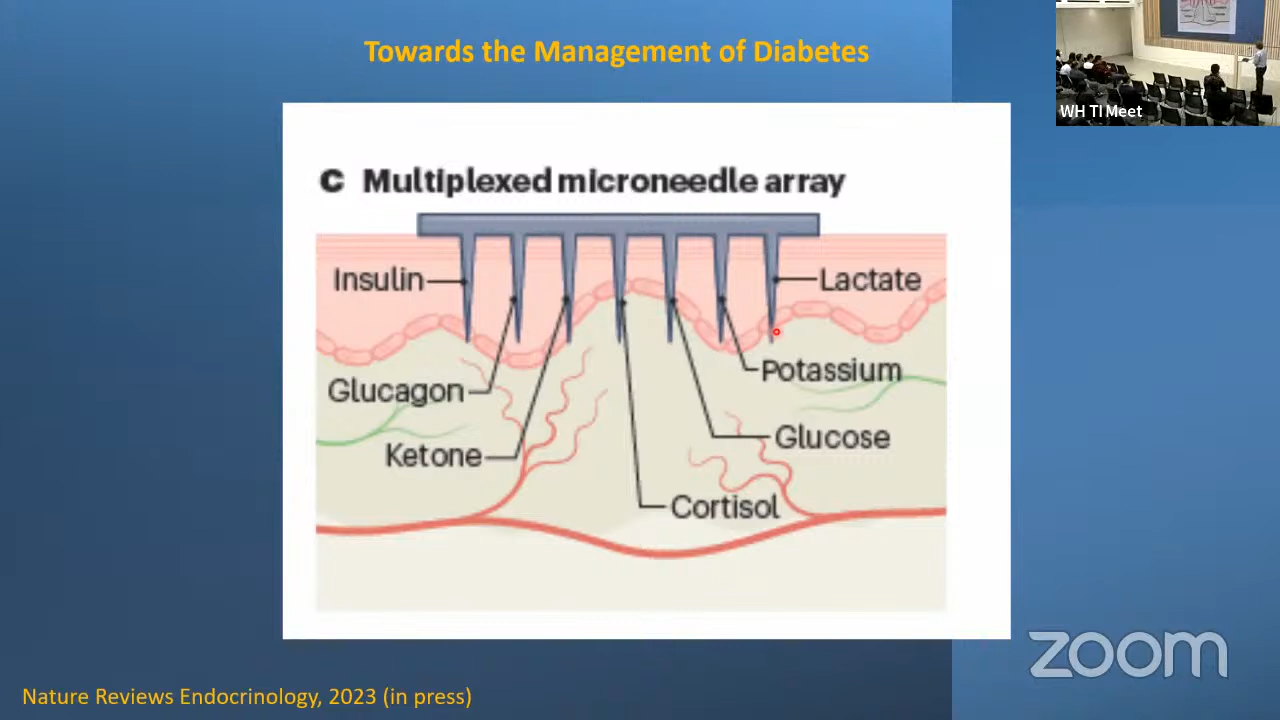 Towards the Management of Diabetes
WH TI Meet
C Multiplexed microneedle array
Insulin
Lactate
Glucagon
Potassium
Ketone
Glucose
Cortisol
zoom
Nature Reviews Endocrinology, 2023 (in press)